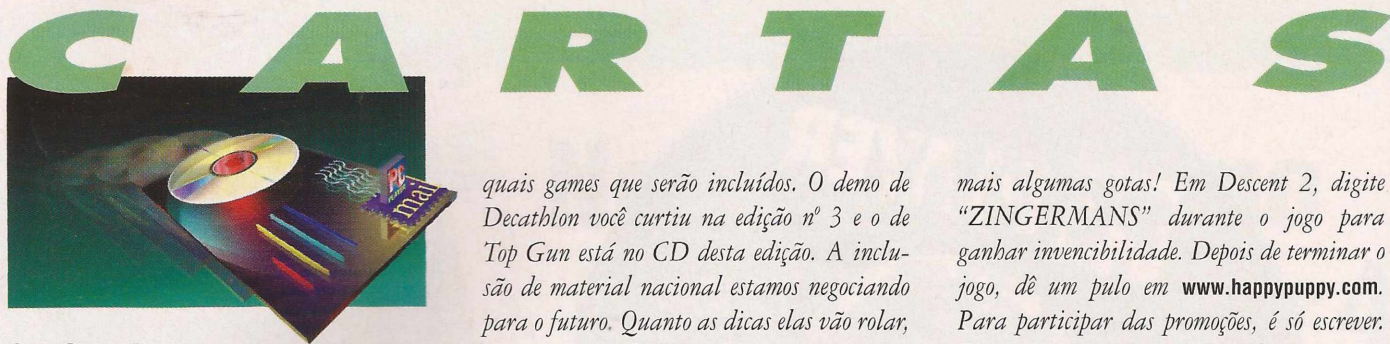 CARTAS
PC
mail
quais games que serão incluídos. O demo de
Decathlon você curtiu na edição nº 3 e o de
Top Gun está no CD desta edição. A inclu-
são de material nacional estamos negociando
para o futuro. Quanto as dicas elas vão rolar,
mais algumas gotas! Em Descent 2, digite
“ZINGERMANS” durante o jogo para
ganhar invencibilidade. Depois de terminar o
jogo, dê um pulo em www.happypuppy.com.
Para participar das promoções, é só escrever.